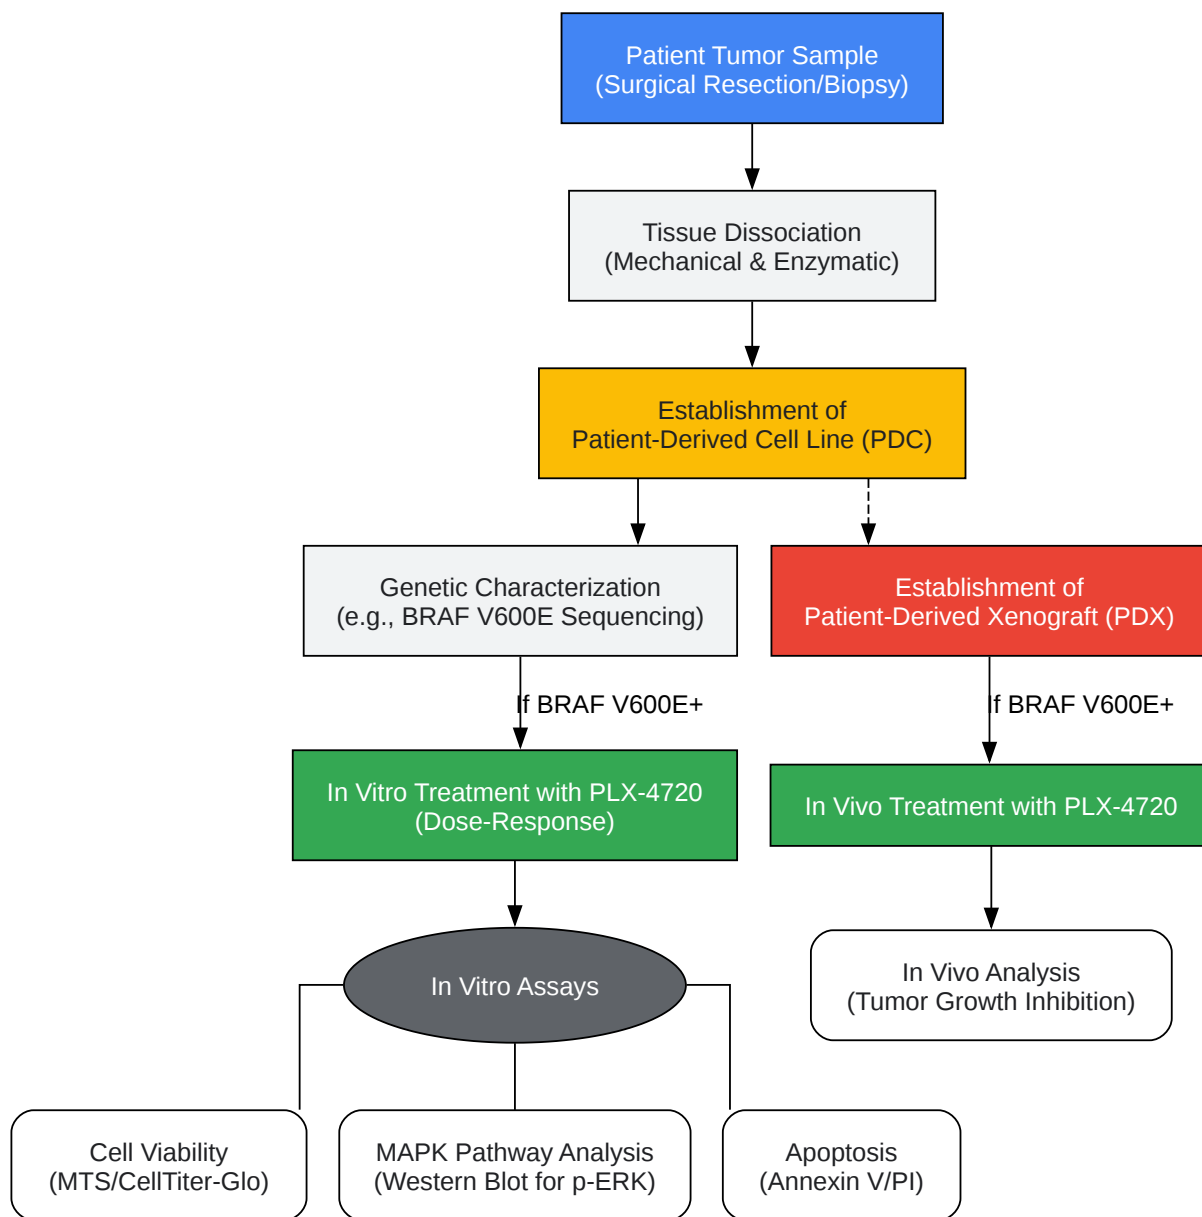 Patient Tumor Sample
(Surgical Resection/Biopsy)
Tissue Dissociation
(Mechanical & Enzymatic)
Establishment of
Patient-Derived Cell Line (PDC)
Genetic Characterization
(e.g., BRAF V600E Sequencing)
Establishment of
Patient-Derived Xenograft (PDX)
If BRAF V600E+
If BRAF V600E+
In Vitro Treatment with PLX-4720
(Dose-Response)
In Vivo Treatment with PLX-4720
In Vitro Assays
In Vivo Analysis
(Tumor Growth Inhibition)
Cell Viability
(MTS/CellTiter-Glo)
MAPK Pathway Analysis
(Western Blot for p-ERK)
Apoptosis
(Annexin V/PI)